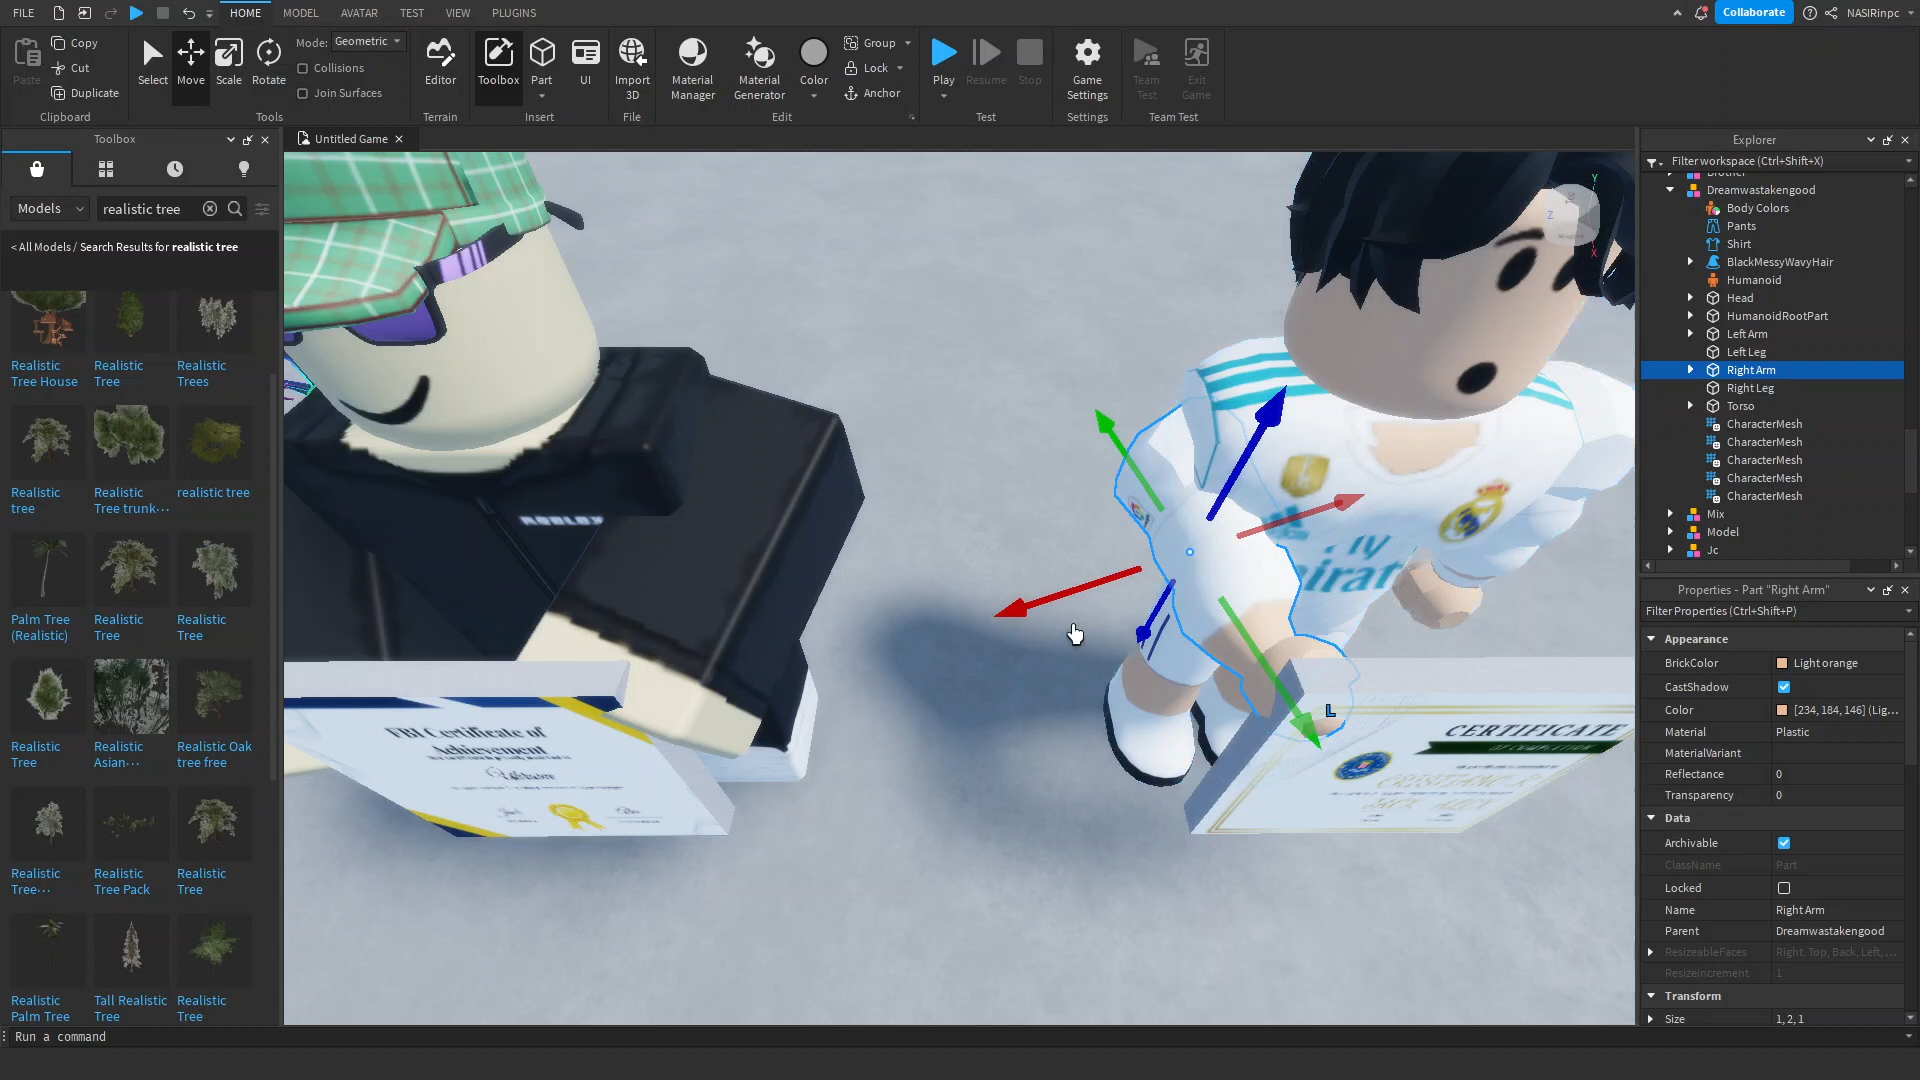 FILE
HOME
MODEL
AVATAR
TEST
VIEW
PLUGINS
Collaborate
NASIRinpc
Paste
Copy
Cut
Duplicate
Clipboard
Select
Move
Scale
Rotate
Mode:
Geometric
Collisions
Join Surfaces
Tools
Editor
Terrain
Toolbox
Part
UI
Insert
Import
3D
File
Material
Manager
Material
Generator
Color
Group
Lock
Anchor
Edit
Play
Resume
Stop
Test
Game
Settings
Settings
Team
Test
Exit
Game
Team Test
Toolbox
Untitled Game
Models
realistic tree
< All Models / Search Results for realistic tree
Realistic
Tree House
Realistic
Tree
Realistic
Trees
Realistic
tree
Realistic
Tree trunk...
realistic tree
Palm Tree
(Realistic)
Realistic
Tree
Realistic
Tree
Realistic
Tree
Realistic
Asian...
Realistic Oak
tree free
Realistic
Tree...
Realistic
Tree Pack
Realistic
Tree
Realistic
Palm Tree
Tall Realistic
Tree
Realistic
Tree
ROBLOX
FBI Certificate of
Achievement
CERTIFICATE
OF COMPLETION
L
Y
Z
X
Explorer
Filter workspace (Ctrl+Shift+X)
Brother
Dreamwastakengood
Body Colors
Pants
Shirt
BlackMessyWavyHair
Humanoid
Head
HumanoidRootPart
Left Arm
Left Leg
Right Arm
Right Leg
Torso
CharacterMesh
CharacterMesh
CharacterMesh
CharacterMesh
CharacterMesh
Mix
Model
Jc
Properties - Part "Right Arm"
Filter Properties (Ctrl+Shift+P)
Appearance
BrickColor
Light orange
CastShadow
Color
[234, 184, 146] (Lig...
Material
Plastic
MaterialVariant
Reflectance
0
Transparency
0
Data
Archivable
ClassName
Part
Locked
Name
Right Arm
Parent
Dreamwastakengood
ResizeableFaces
Right, Top, Back, Left, ...
ResizeIncrement
1
Transform
Size
1, 2, 1
Run a command